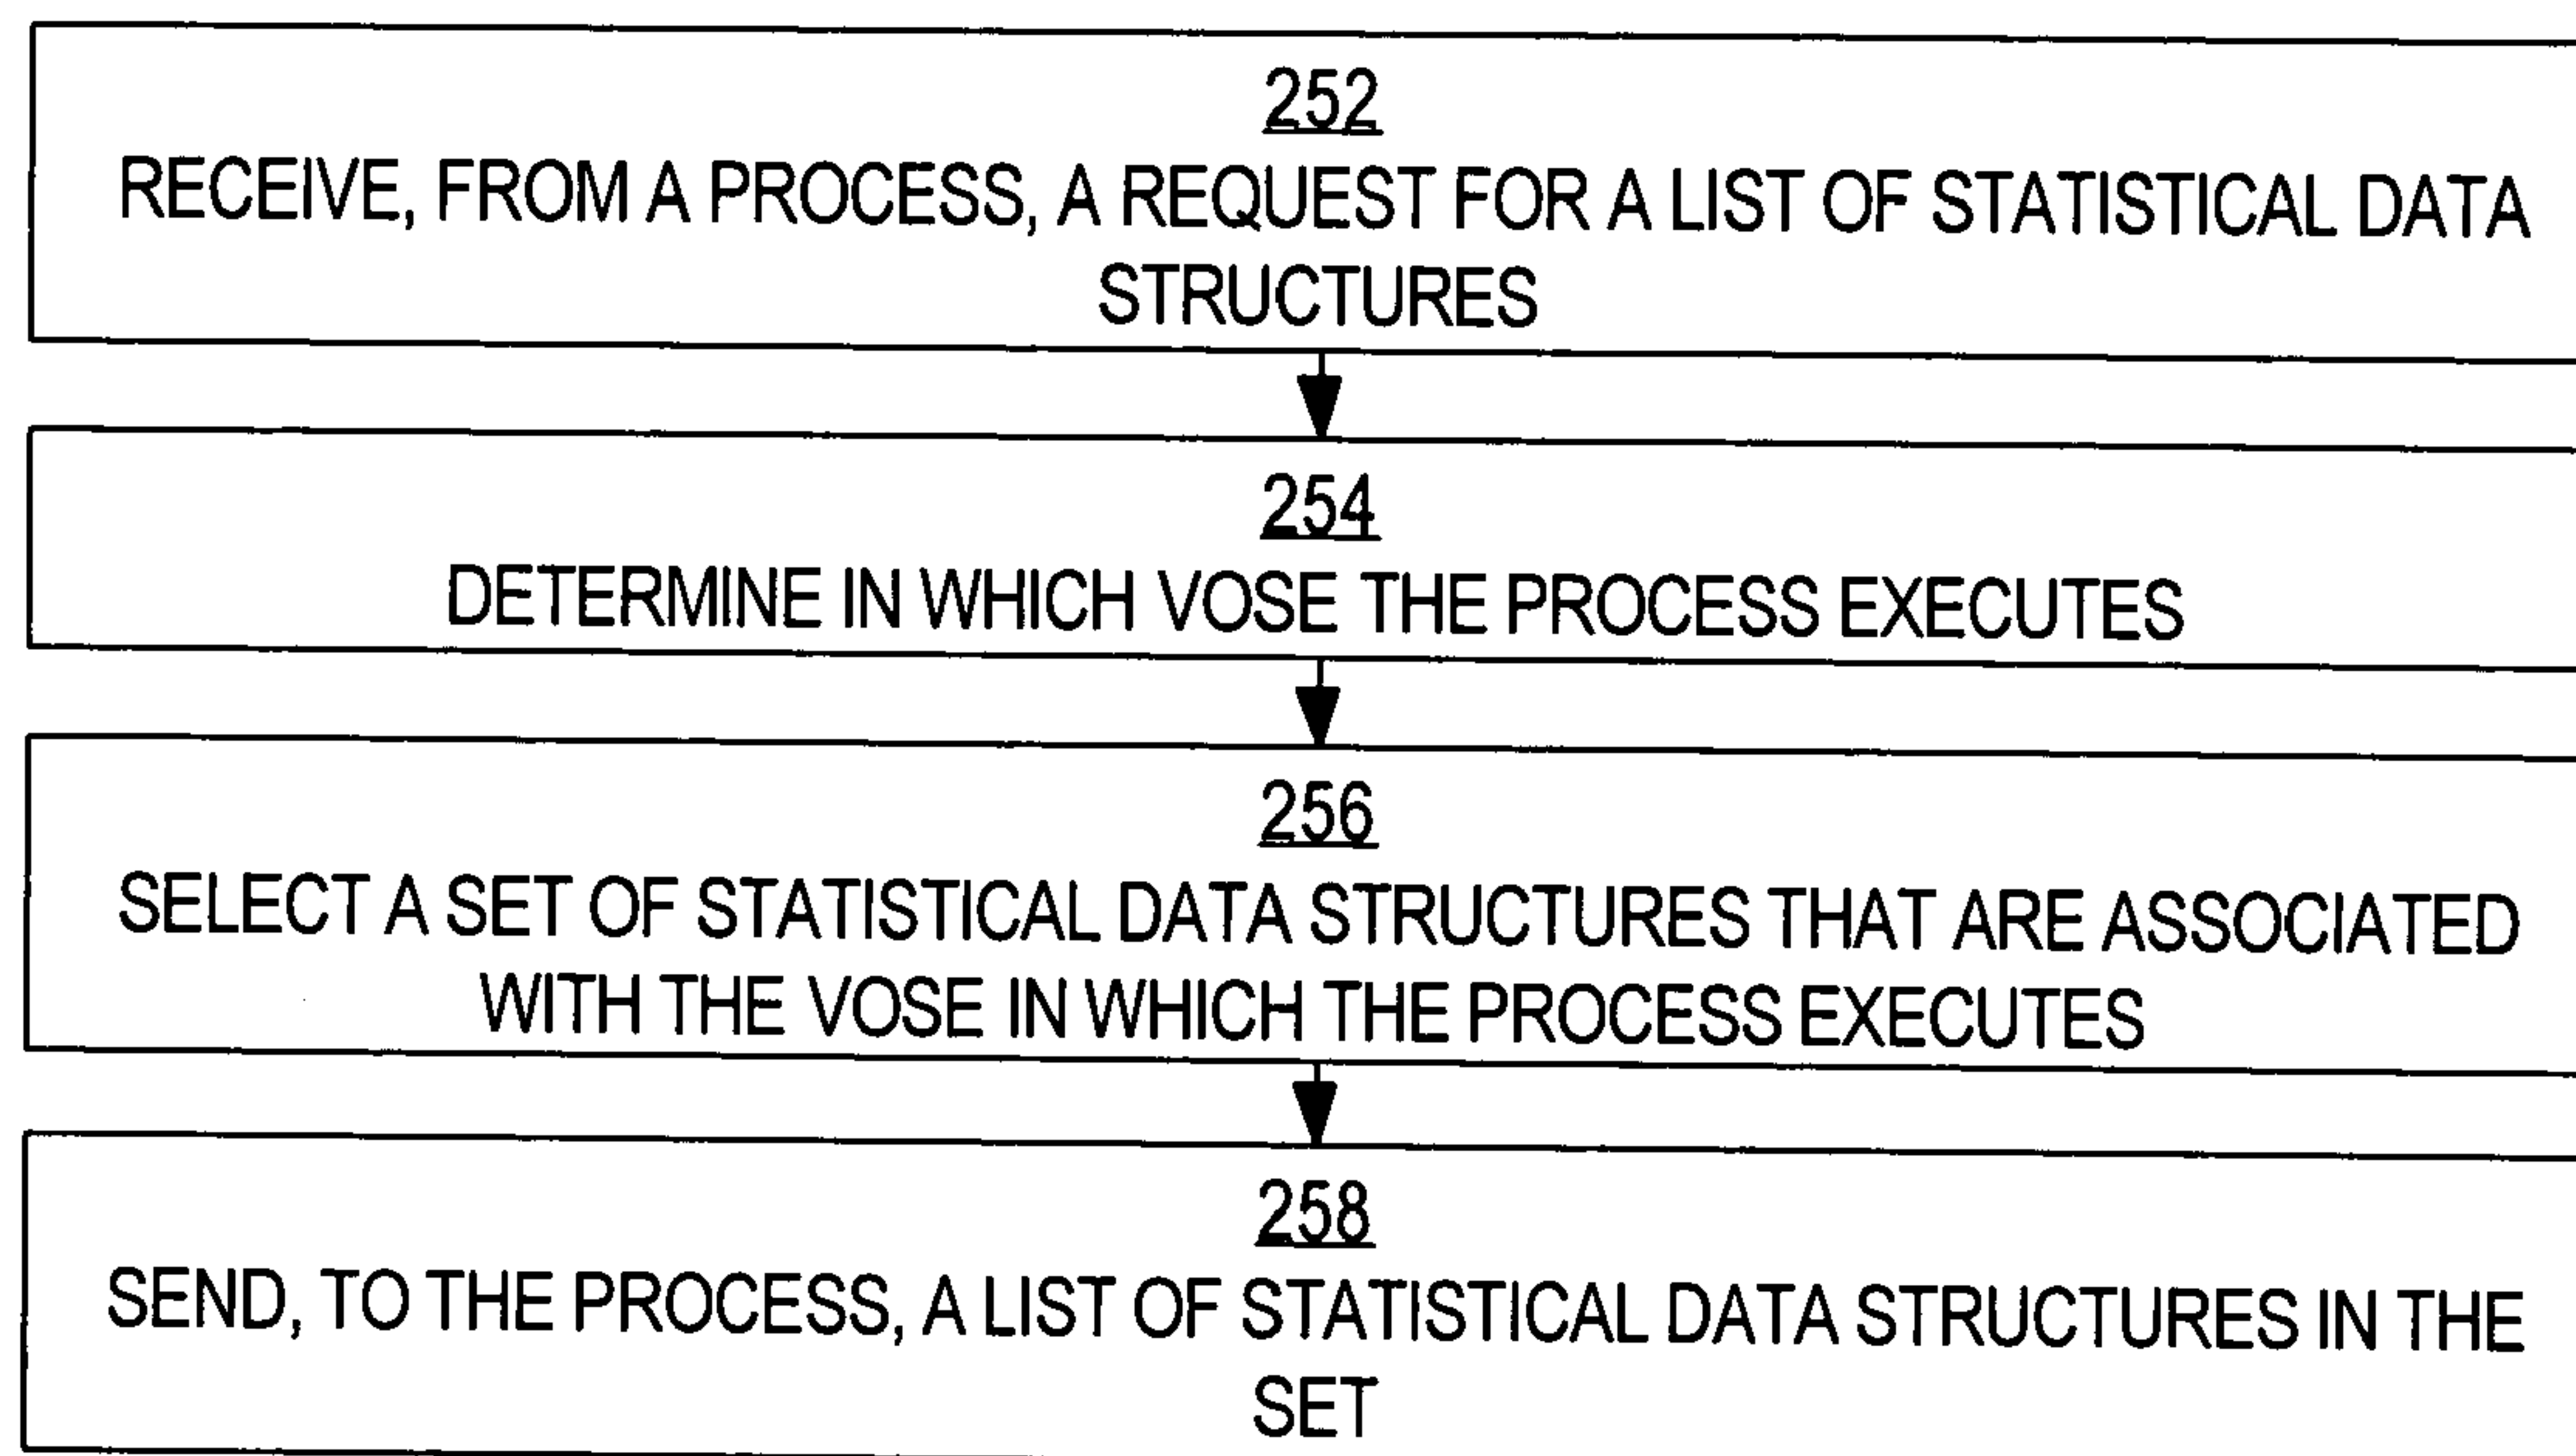 252
RECEIVE, FROM A PROCESS, A REQUEST FOR A LIST OF STATISTICAL DATA
STRUCTURES
254
DETERMINE IN WHICH VOSE THE PROCESS EXECUTES
256
SELECT A SET OF STATISTICAL DATA STRUCTURES THAT ARE ASSOCIATED
WITH THE VOSE IN WHICH THE PROCESS EXECUTES
258
SEND, TO THE PROCESS, A LIST OF STATISTICAL DATA STRUCTURES IN THE
SET